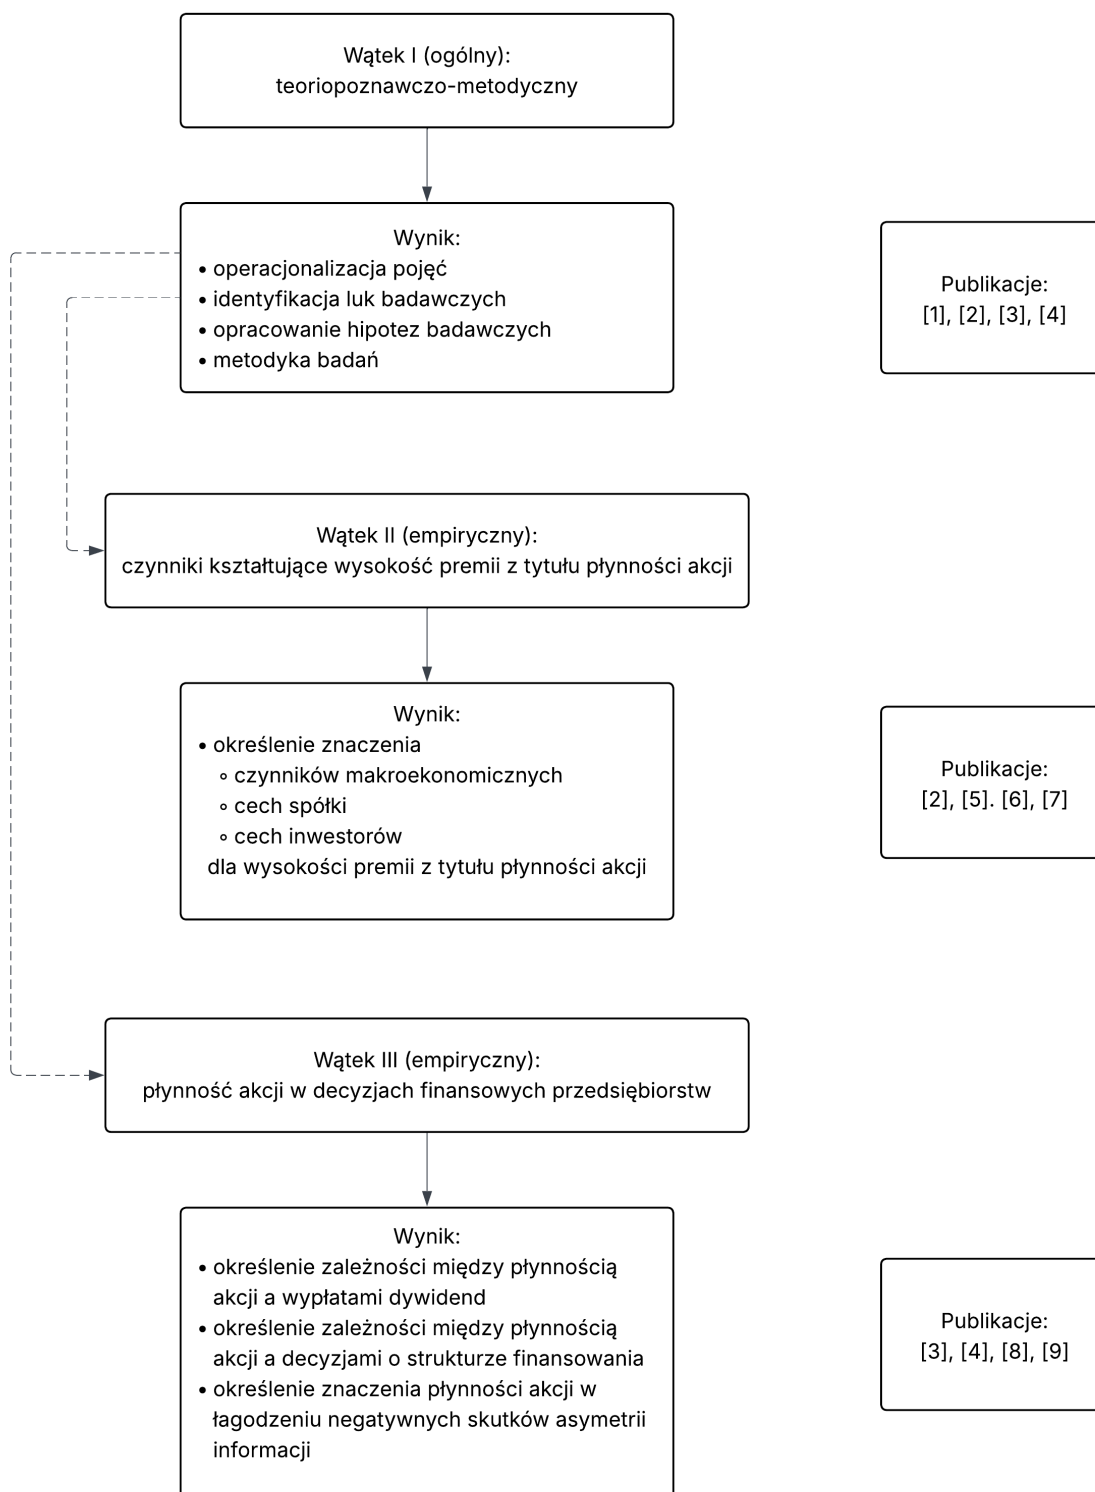 Wątek I (ogólny):
teoriopoznawczo-metodyczny
Wynik:
• operacjonalizacja pojęć
• identyfikacja luk badawczych
• opracowanie hipotez badawczych
• metodyka badań
Publikacje:
[1], [2], [3], [4]
Wątek II (empiryczny):
czynniki kształtujące wysokość premii z tytułu płynności akcji
Wynik:
• określenie znaczenia
∘ czynników makroekonomicznych
∘ cech spółki
∘ cech inwestorów
dla wysokości premii z tytułu płynności akcji
Publikacje:
[2], [5]. [6], [7]
Wątek III (empiryczny):
płynność akcji w decyzjach finansowych przedsiębiorstw
Wynik:
• określenie zależności między płynnością
akcji a wypłatami dywidend
• określenie zależności między płynnością
akcji a decyzjami o strukturze finansowania
• określenie znaczenia płynności akcji w
łagodzeniu negatywnych skutków asymetrii
informacji
Publikacje:
[3], [4], [8], [9]